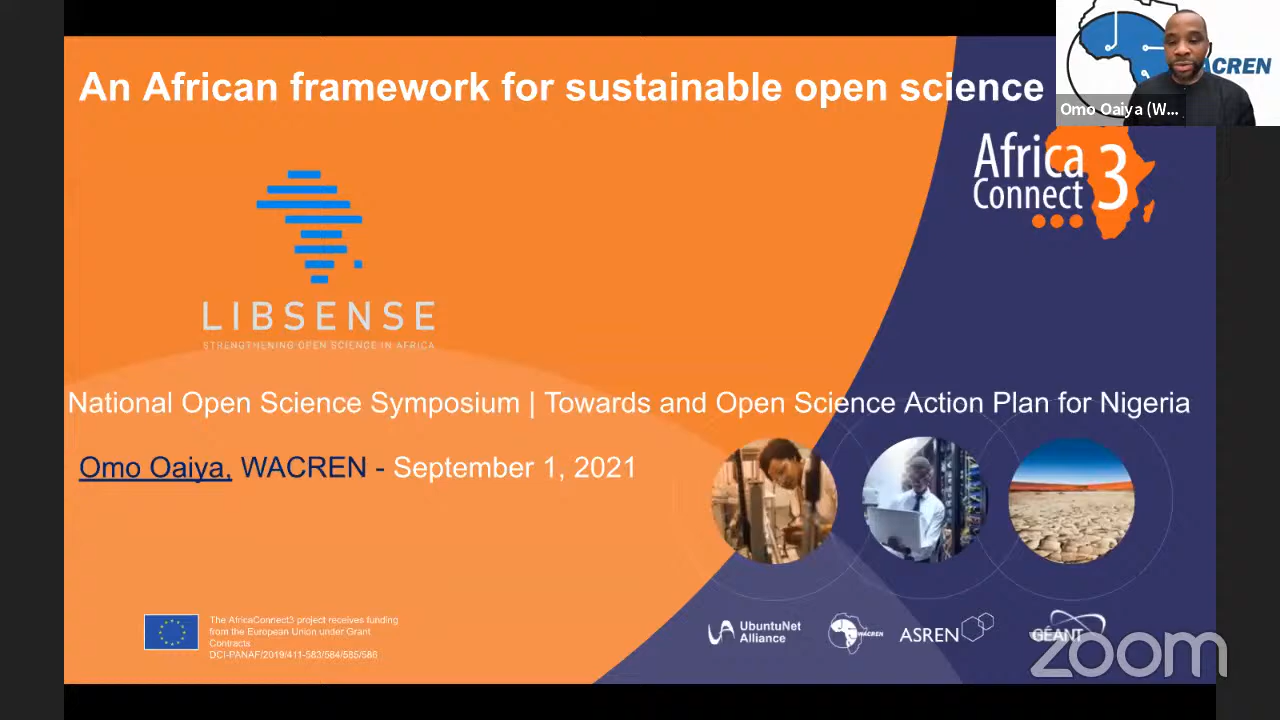 An African framework for sustainable open science
ACREN
Omo Oaiya (W...
Africa
Connect 3
LIBSENSE
STRENGTHENING OPEN SCIENCE IN AFRICA
National Open Science Symposium | Towards and Open Science Action Plan for Nigeria
Omo Oaiya, WACREN - September 1, 2021
The AfricaConnect3 project receives funding
from the European Union under Grant
Contracts
DCI-PANAF/2019/411-583/584/585/586
UbuntuNet
Alliance
WACREN
ASREN
GÉANT
zoom